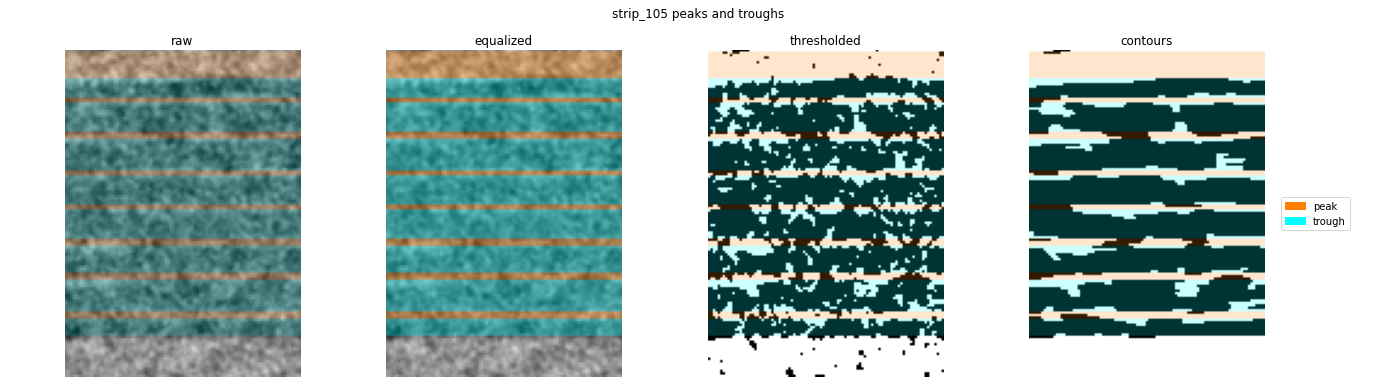 strip_105 peaks and troughs
raw
equalized
thresholded
contours
peak
trough